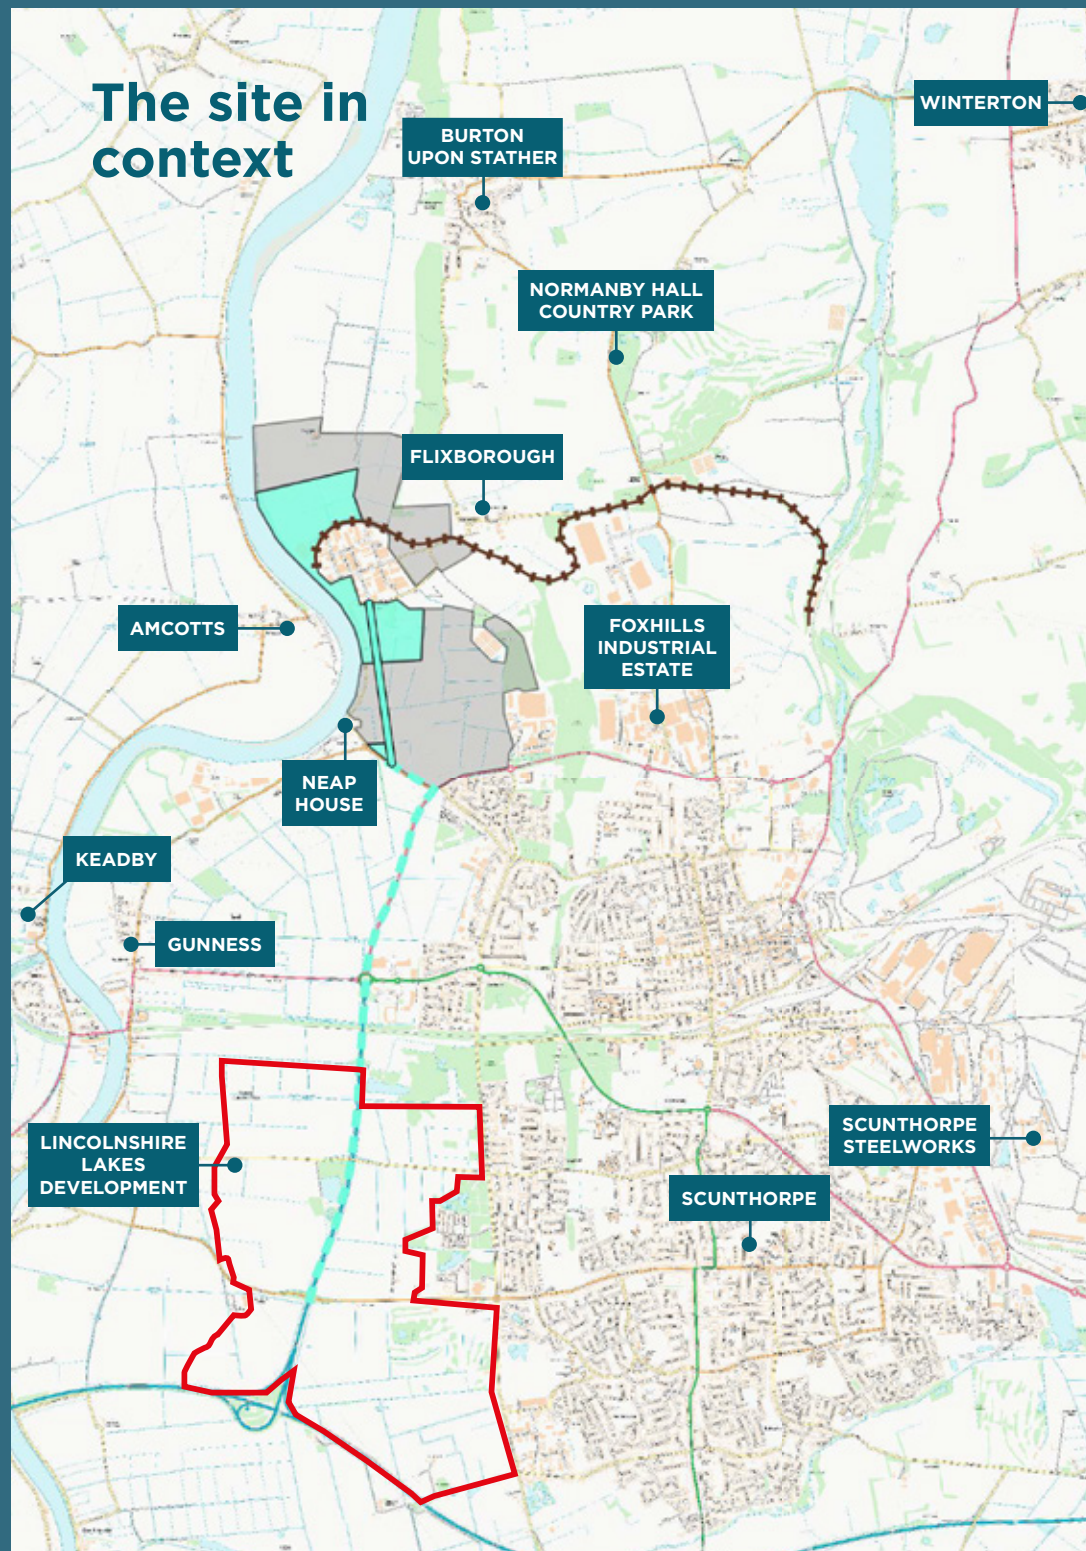 The site in
context
WINTERTON
BURTON
UPON STATHER
NORMANBY HALL
COUNTRY PARK
FLIXBOROUGH
AMCOTTS
FOXHILLS
INDUSTRIAL
ESTATE
NEAP
HOUSE
KEADBY
GUNNESS
LINCOLNSHIRE
LAKES
DEVELOPMENT
SCUNTHORPE
STEELWORKS
SCUNTHORPE